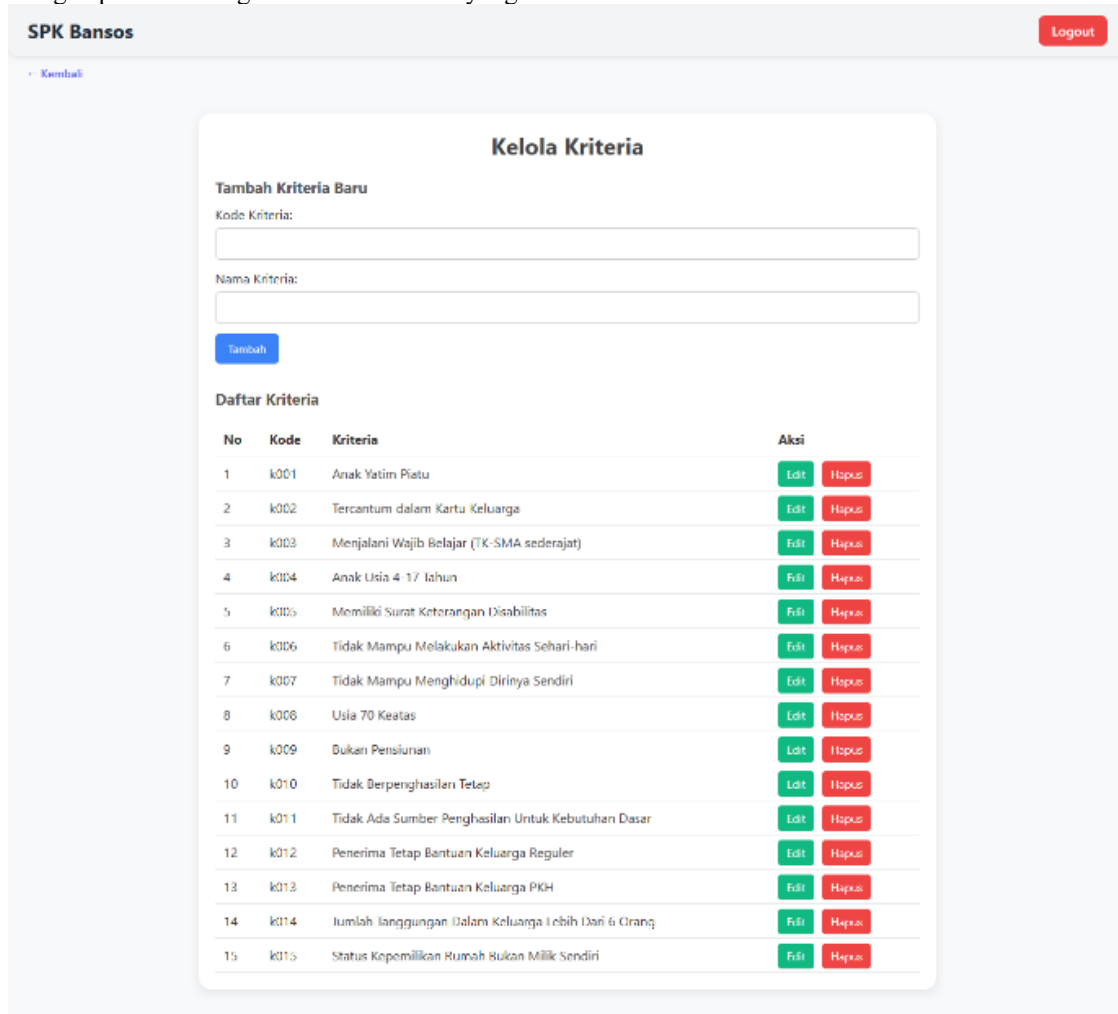 SPK Bansos
Logout
← Kembali
Kelola Kriteria
Tambah Kriteria Baru
Kode Kriteria:
Nama Kriteria:
Tambah
Daftar Kriteria
No Kode Kriteria Aksi
1 k001 Anak Yatim Piatu Edit Hapus
2 k002 Tercantum dalam Kartu Keluarga Edit Hapus
3 k003 Menjalani Wajib Belajar (TK-SMA sederajat) Edit Hapus
4 k004 Anak Usia 4-17 Tahun Edit Hapus
5 k005 Memiliki Surat Keterangan Disabilitas Edit Hapus
6 k006 Tidak Mampu Melakukan Aktivitas Sehari-hari Edit Hapus
7 k007 Tidak Mampu Menghidupi Dirinya Sendiri Edit Hapus
8 k008 Usia 70 Keatas Edit Hapus
9 k009 Bukan Pensiunan Edit Hapus
10 k010 Tidak Berpenghasilan Tetap Edit Hapus
11 k011 Tidak Ada Sumber Penghasilan Untuk Kebutuhan Dasar Edit Hapus
12 k012 Penerima Tetap Bantuan Keluarga Reguler Edit Hapus
13 k013 Penerima Tetap Bantuan Keluarga PKH Edit Hapus
14 k014 Jumlah Tanggungan Dalam Keluarga Lebih Dari 6 Orang Edit Hapus
15 k015 Status Kepemilikan Rumah Bukan Milik Sendiri Edit Hapus